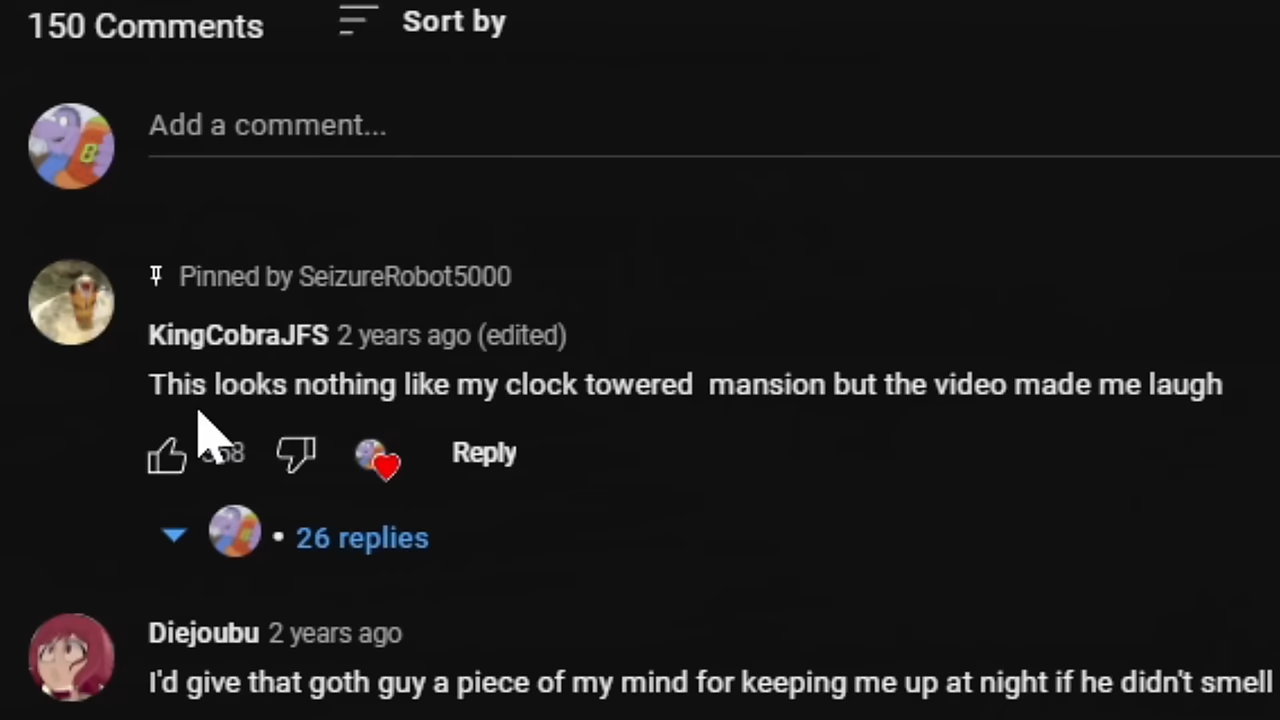 150 Comments Sort by
Add a comment...
Pinned by SeizureRobot5000
KingCobraJFS 2 years ago (edited)
This looks nothing like my clock towered mansion but the video made me laugh
Reply
26 replies
Diejoubu 2 years ago
I'd give that goth guy a piece of my mind for keeping me up at night if he didn't smell